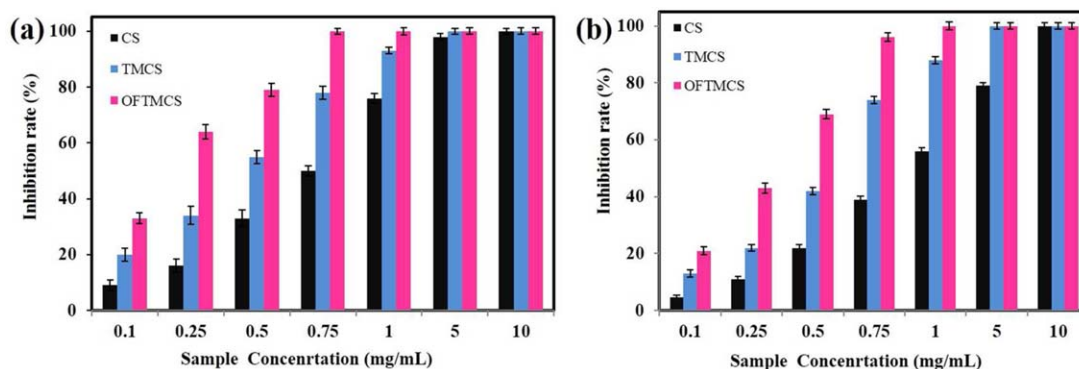 (a)
CS
TMCS
OFTMCS
Inhibition rate (%)
100
80
60
40
20
0
0.1 0.25 0.5 0.75 1 5 10
Sample Concenrtation (mg/mL)
(b)
CS
TMCS
OFTMCS
Inhibition rate (%)
100
80
60
40
20
0
0.1 0.25 0.5 0.75 1 5 10
Sample Concenrtation (mg/mL)